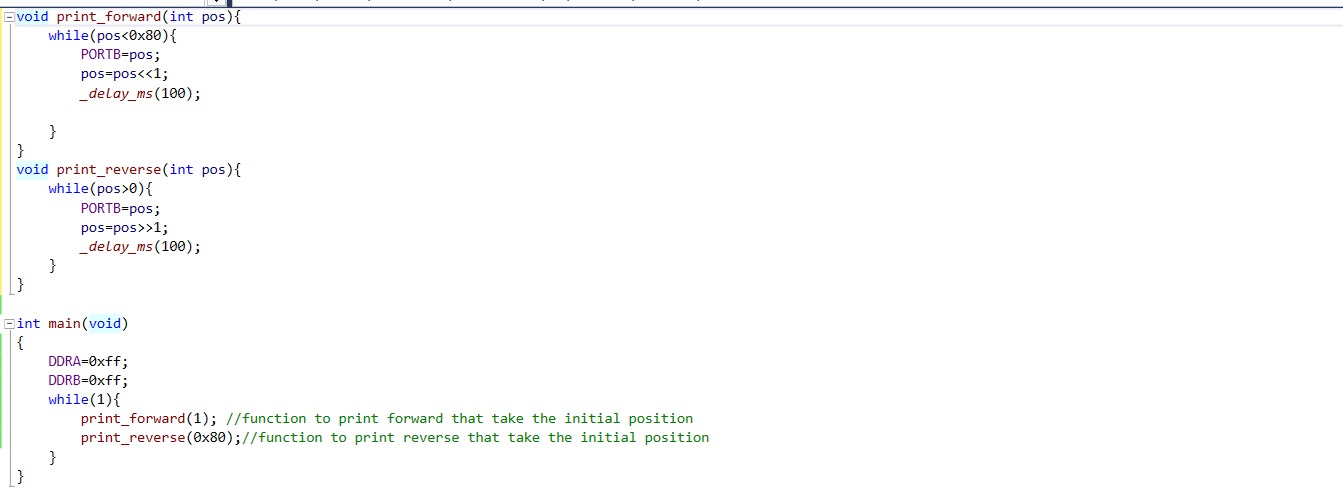 void print_forward(int pos){
    while(pos<0x80){
        PORTB=pos;
        pos=pos<<1;
        _delay_ms(100);
    }
}
void print_reverse(int pos){
    while(pos>0){
        PORTB=pos;
        pos=pos>>1;
        _delay_ms(100);
    }
}
int main(void)
{
    DDRA=0xff;
    DDRB=0xff;
    while(1){
        print_forward(1); //function to print forward that take the initial position
        print_reverse(0x80);//function to print reverse that take the initial position
    }
}